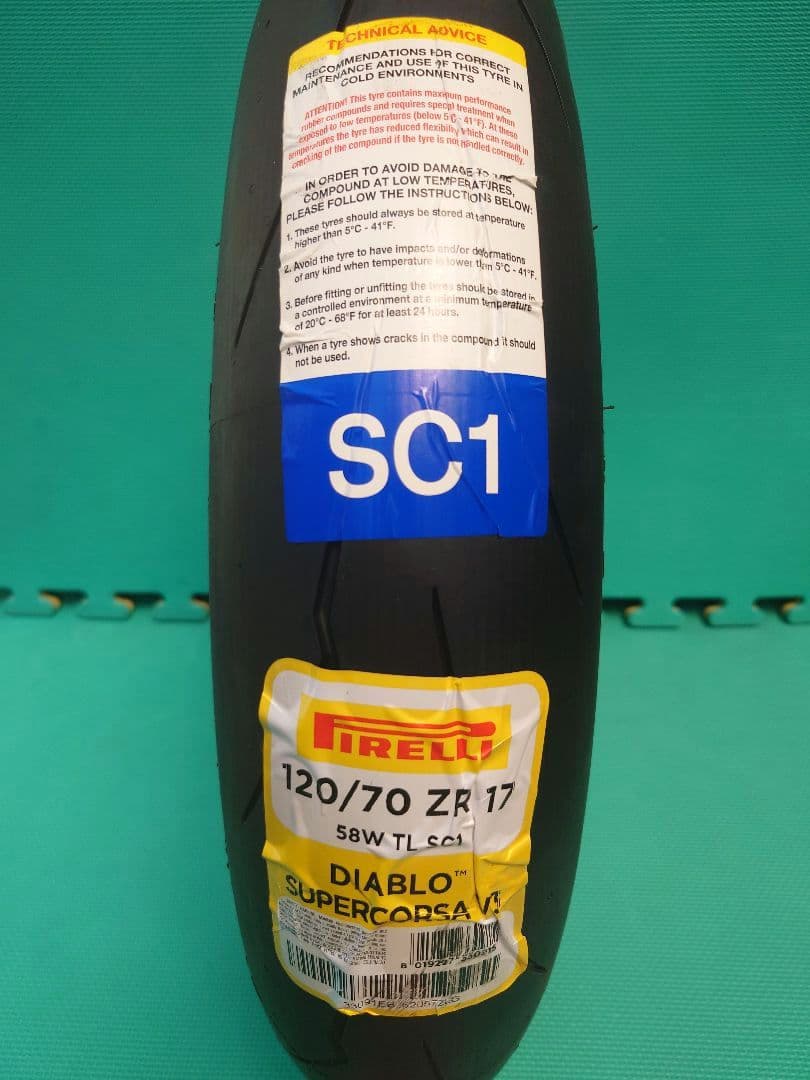 TECHNICAL ADVICE
RECOMMENDATIONS FOR CORRECT
MAINTENANCE AND USE OF THIS TYRE IN
COLD ENVIRONMENTS
ATTENTION! This tyre contains maximum performance
rubber compounds and requires special treatment when
exposed to low temperatures (below 5°C - 41°F). At these
temperatures the tyre has reduced flexibility which can result in
cracking of the compound if the tyre is not handled correctly.
IN ORDER TO AVOID DAMAGE TO THE
COMPOUND AT LOW TEMPERATURES,
PLEASE FOLLOW THE INSTRUCTIONS BELOW:
1. These tyres should always be stored at temperature
higher than 5°C - 41°F.
2. Avoid the tyre to have impacts and/or deformations
of any kind when temperature is lower than 5°C - 41°F.
3. Before fitting or unfitting the tyres should be stored in
a controlled environment at a minimum temperature
of 20°C - 68°F for at least 24 hours.
4. When a tyre shows cracks in the compound it should
not be used.
SC1
PIRELLI
120/70 ZR 17
58W TL SC1
DIABLO™
SUPERCORSA